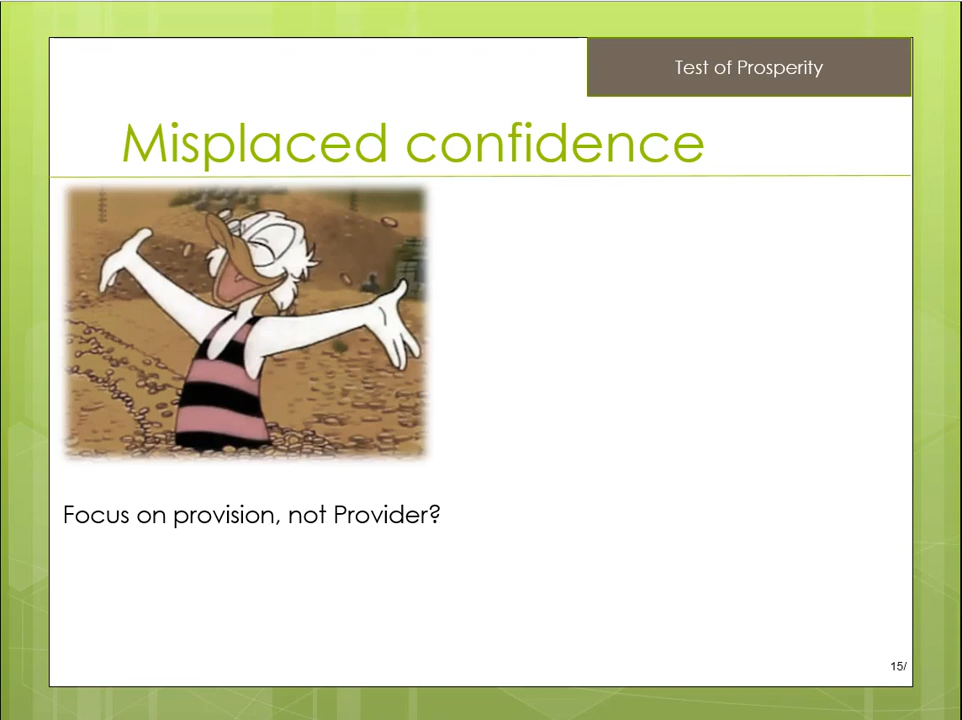 Test of Prosperity
Misplaced confidence
Focus on provision, not Provider?
15/